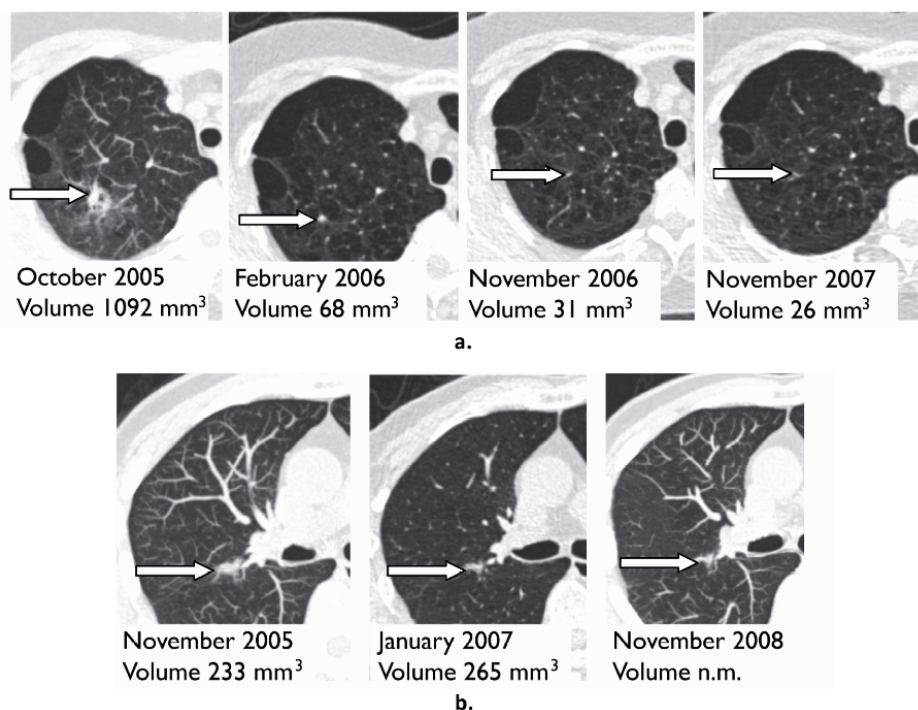 October 2005
Volume 1092 mm³
February 2006
Volume 68 mm³
November 2006
Volume 31 mm³
November 2007
Volume 26 mm³
a.
November 2005
Volume 233 mm³
January 2007
Volume 265 mm³
November 2008
Volume n.m.
b.